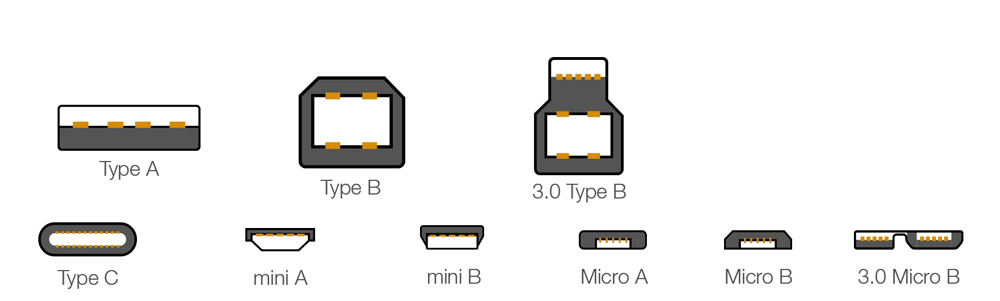 Type A
Type B
3.0 Type B
Type C
mini A
mini B
Micro A
Micro B
3.0 Micro B